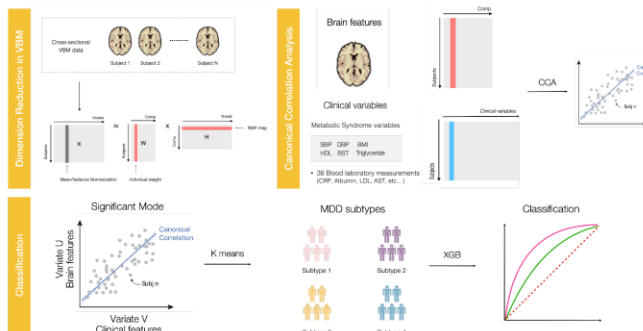 Dimension Reduction in VBM
Cross-sectional
VBM data
Subject 1
Subject 2
Subject N
Voxels
Subjects
X
≈
Comp
Subjects
W
X
Voxels
Comp
H
NMF map
Mean/Variance Normalization
Individual weight
Canonical Correlation Analysis
Brain features
Clinical variables
Metabolic Syndrome variables
SBP DBP BMI
HDL BST Triglyceride
• 38 Blood laboratory measurements
(CRP, Albumin, LDL, AST, etc...)
Comp
Subjects
Clinical variables
Subjects
CCA
Subj n
Classification
Significant Mode
Canonical
Correlation
Variate U
Brain features
Subj n
Variate V
Clinical features
K means
MDD subtypes
Subtype 1
Subtype 2
XGB
Classification